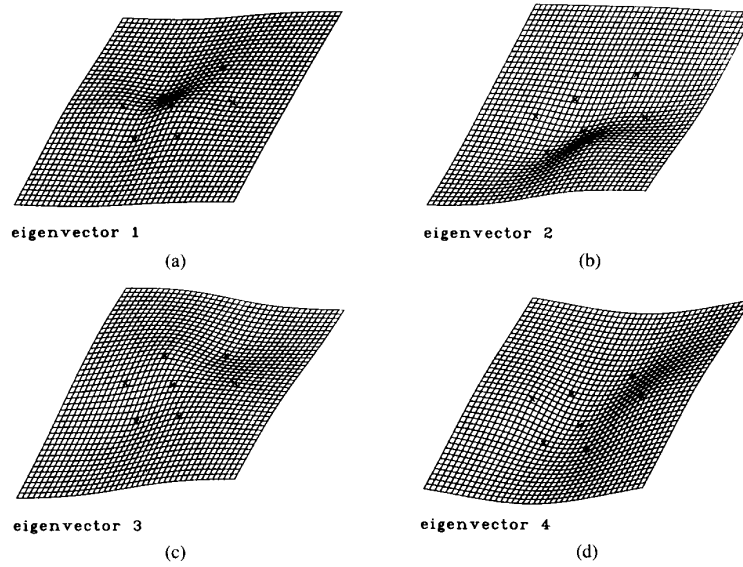 eigenvector 1
(a)
eigenvector 2
(b)
eigenvector 3
(c)
eigenvector 4
(d)